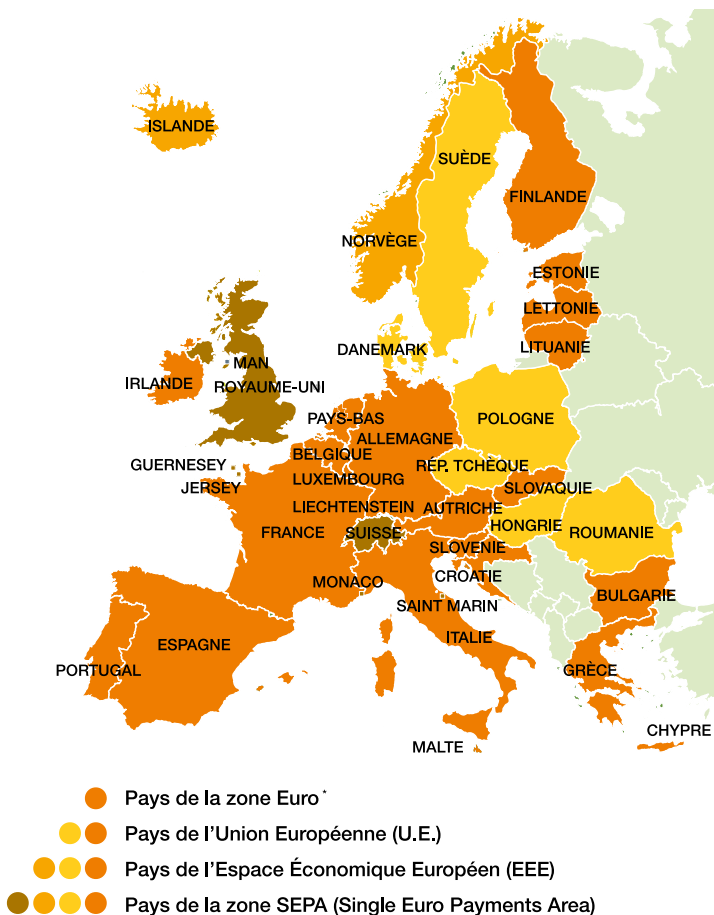 ISLANDE
SUÈDE
FINLANDE
NORVÈGE
ESTONIE
LETTONIE
LITUANIE
DANEMARK
MAN
IRLANDE
ROYAUME-UNI
PAYS-BAS
POLOGNE
ALLEMAGNE
BELGIQUE
GUERNESEY
RÉP. TCHÈQUE
LUXEMBOURG
JERSEY
SLOVAQUIE
LIECHTENSTEIN
AUTRICHE
HONGRIE
FRANCE
SUISSE
ROUMANIE
SLOVENIE
MONACO
CROATIE
BULGARIE
SAINT MARIN
ESPAGNE
ITALIE
PORTUGAL
GRÈCE
CHYPRE
MALTE
Pays de la zone Euro*
Pays de l'Union Européenne (U.E.)
Pays de l'Espace Économique Européen (EEE)
Pays de la zone SEPA (Single Euro Payments Area)